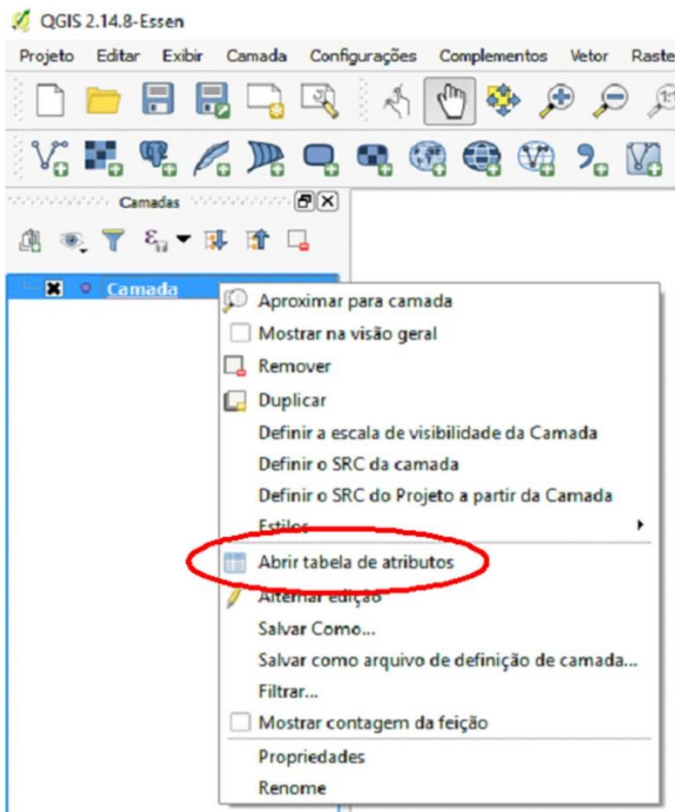 QGIS 2.14.8-Essen
Projeto Editar Exibir Camada Configurações Complementos Vetor Raste
1:1
Camadas
Camada
Aproximar para camada
Mostrar na visão geral
Remover
Duplicar
Definir a escala de visibilidade da Camada
Definir o SRC da camada
Definir o SRC do Projeto a partir da Camada
Estilos
Abrir tabela de atributos
Alternar edição
Salvar Como...
Salvar como arquivo de definição de camada...
Filtrar...
Mostrar contagem da feição
Propriedades
Renome